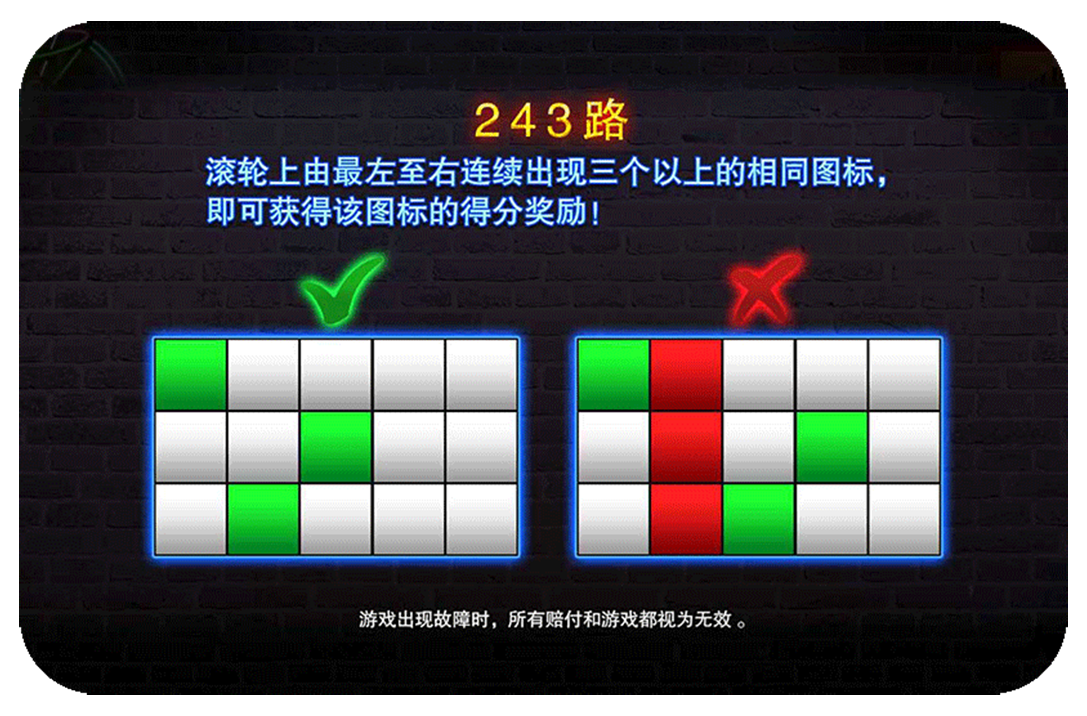 243路
滚轮上由最左至右连续出现三个以上的相同图标，
即可获得该图标的得分奖励！
游戏出现故障时，所有赔付和游戏都视为无效。